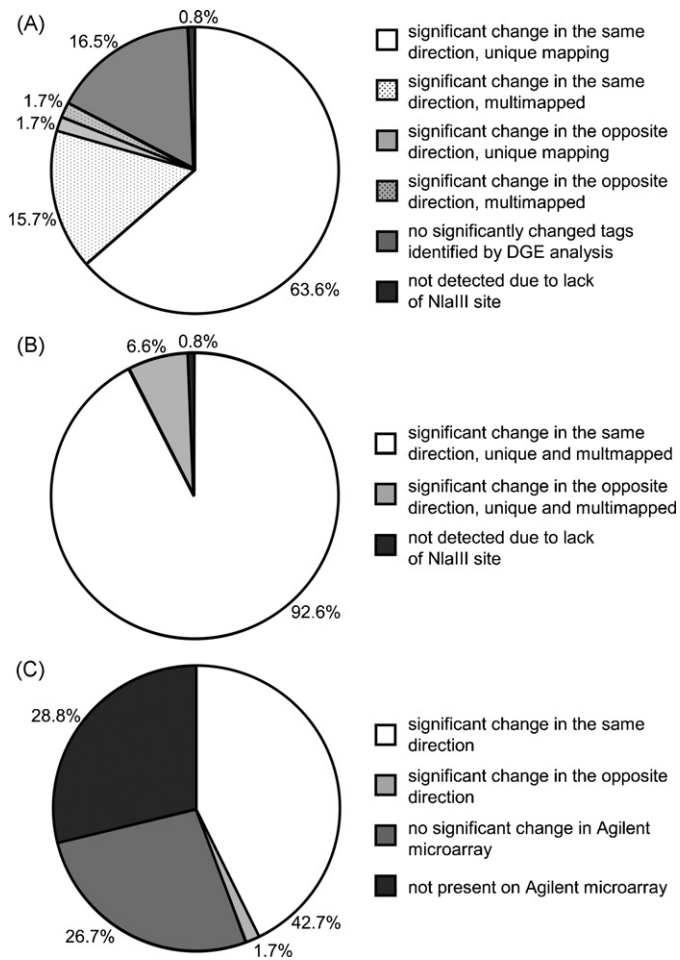 (A)
0.8%
16.5%
1.7%
1.7%
15.7%
63.6%
significant change in the same
direction, unique mapping
significant change in the same
direction, multimapped
significant change in the opposite
direction, unique mapping
significant change in the opposite
direction, multimapped
no significantly changed tags
identified by DGE analysis
not detected due to lack
of NlaIII site
(B)
0.8%
6.6%
92.6%
significant change in the same
direction, unique and multmapped
significant change in the opposite
direction, unique and multimapped
not detected due to lack
of NlaIII site
(C)
28.8%
26.7%
1.7%
42.7%
significant change in the same
direction
significant change in the opposite
direction
no significant change in Agilent
microarray
not present on Agilent microarray